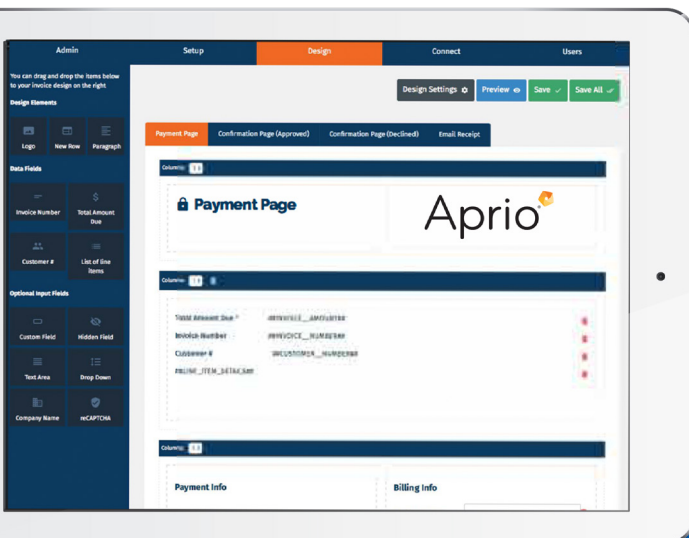 Admin
Setup
Design
Connect
Users
You can drag and drop the items below
to your invoice design on the right
Design Elements
Logo
New Row
Paragraph
Data Fields
Invoice Number
Total Amount
Due
Customer #
List of line
items
Optional Input Fields
Custom Field
Hidden Field
Text Area
Drop Down
Company Name
reCAPTCHA
Design Settings
Preview
Save
Save All
Payment Page
Confirmation Page (Approved)
Confirmation Page (Declined)
Email Receipt
Payment Page
Aprio
Total Amount Due *
Invoice Number
Customer #
Payment Info
Billing Info